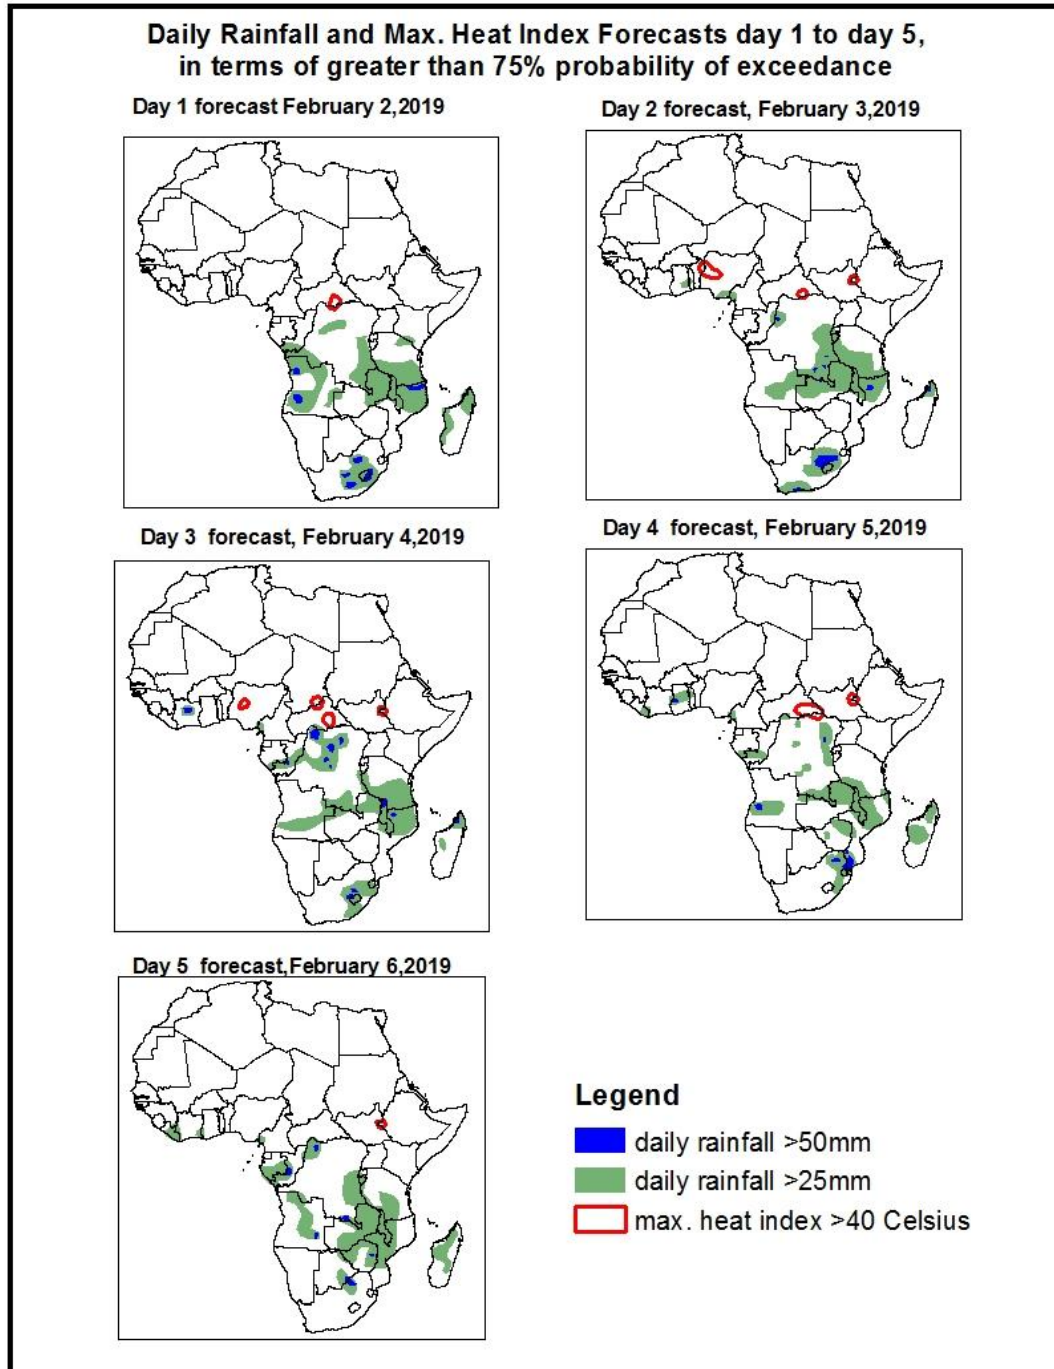 Daily Rainfall and Max. Heat Index Forecasts day 1 to day 5,
in terms of greater than 75% probability of exceedance
Day 1 forecast February 2,2019
Day 2 forecast, February 3,2019
Day 3 forecast, February 4,2019
Day 4 forecast, February 5,2019
Day 5 forecast,February 6,2019
Legend
daily rainfall >50mm
daily rainfall >25mm
max. heat index >40 Celsius